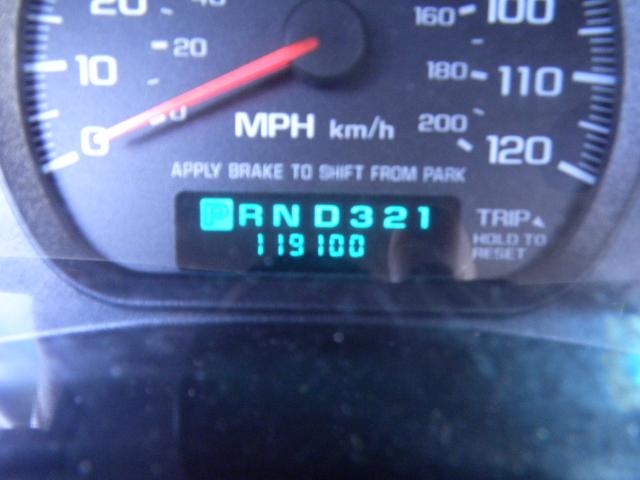 20 40 160 100
10 20 180 110
0 0 MPH km/h 200 120
APPLY BRAKE TO SHIFT FROM PARK
P R N D 3 2 1 TRIP
119100 HOLD TO
RESET